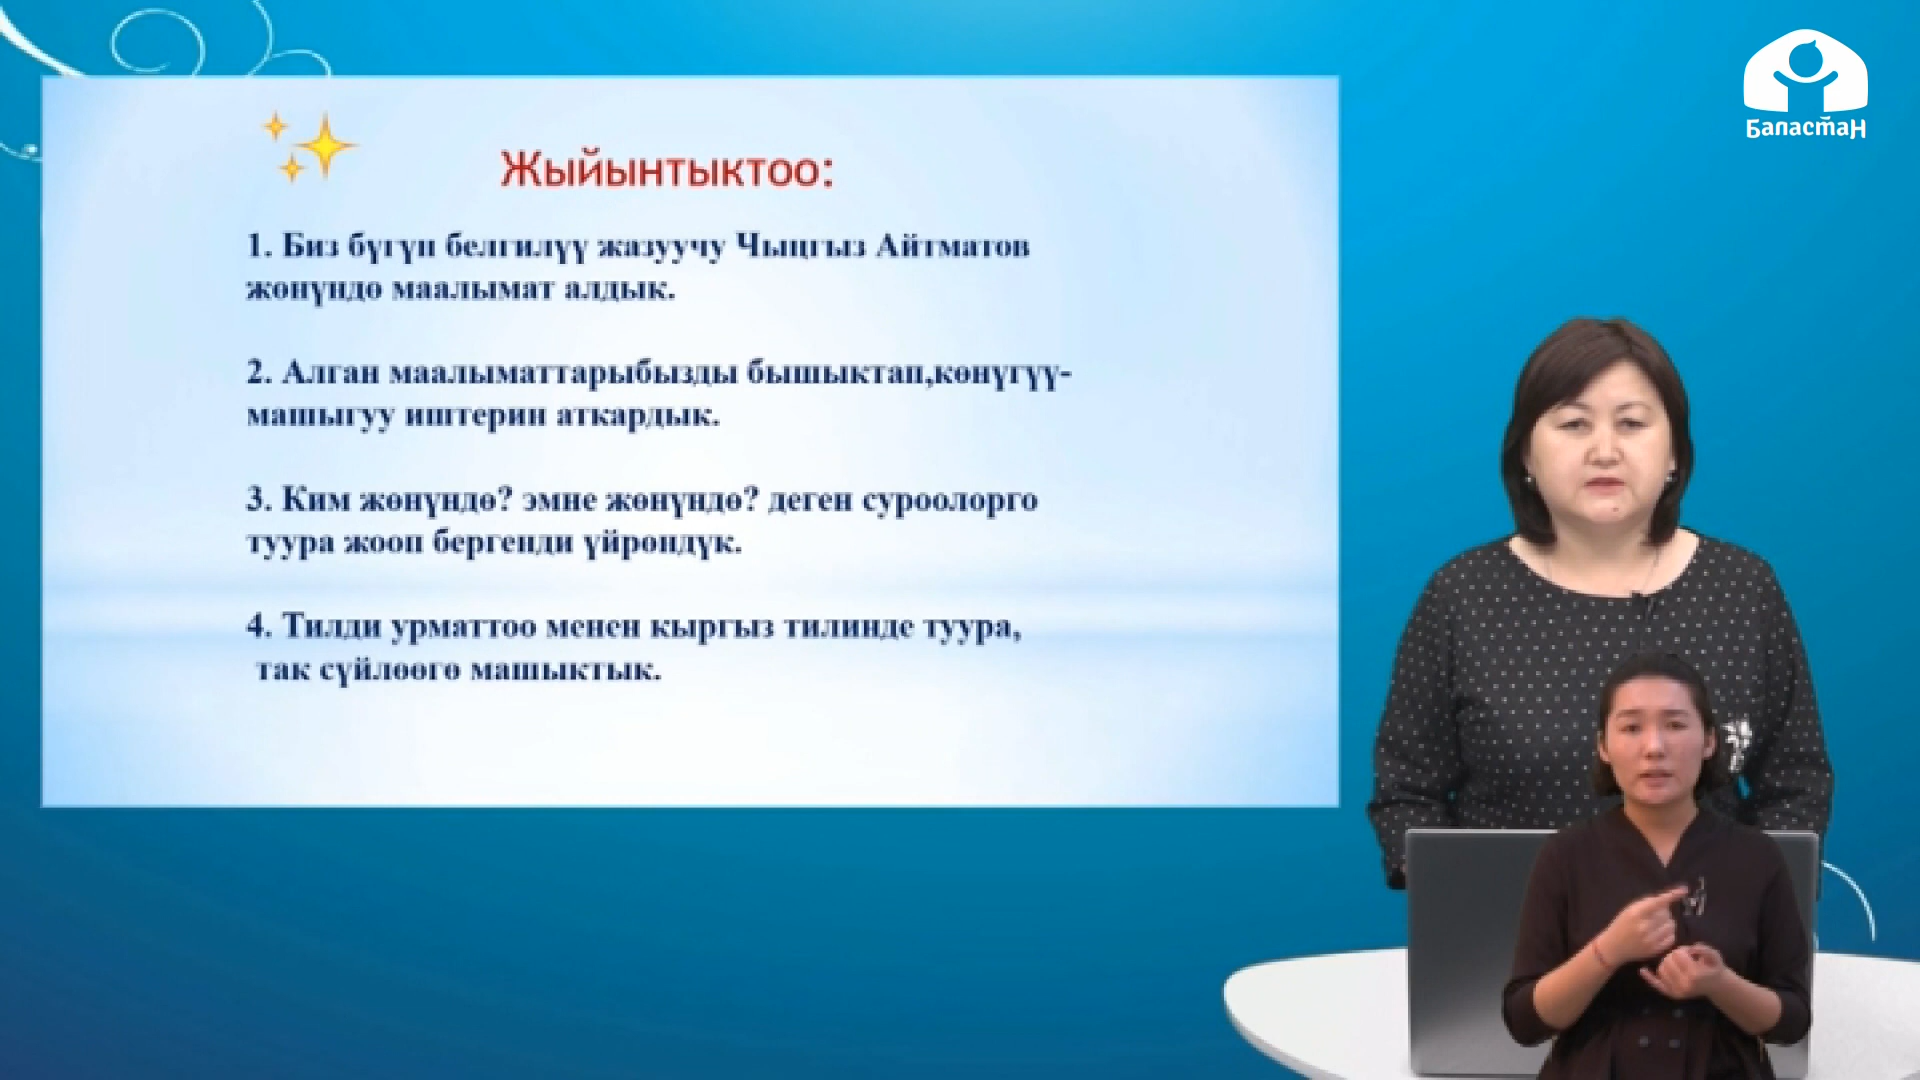 Баластан
Жыйынтыктоо:
1. Биз бүгүн белгилүү жазуучу Чыңгыз Айтматов
жөнүндө маалымат алдык.
2. Алган маалыматтарыбызды бышыктап,көнүгүү-
машыгуу иштерин аткардык.
3. Ким жөнүндө? эмне жөнүндө? деген суроолорго
туура жооп бергенди үйрөндүк.
4. Тилди урматтоо менен кыргыз тилинде туура,
так сүйлөөгө машыктык.